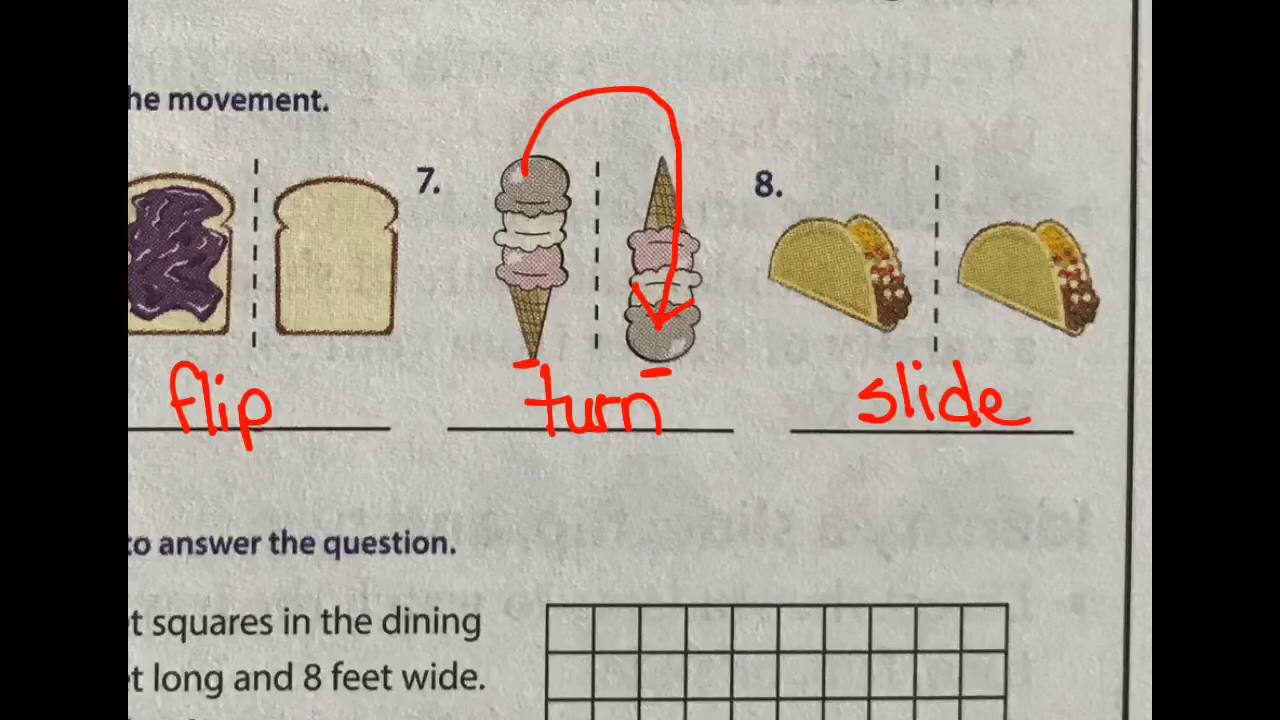 he movement.
7.
8.
flip
turn
slide
to answer the question.
t squares in the dining
t long and 8 feet wide.